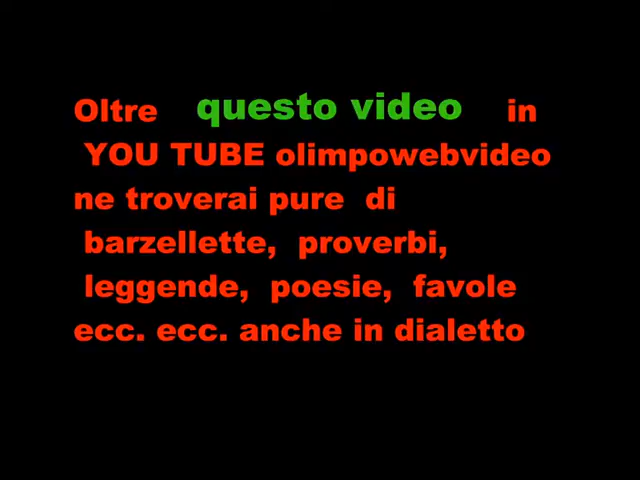 Oltre questo video in
YOU TUBE olimpowebvideo
ne troverai pure di
barzellette, proverbi,
leggende, poesie, favole
ecc. ecc. anche in dialetto